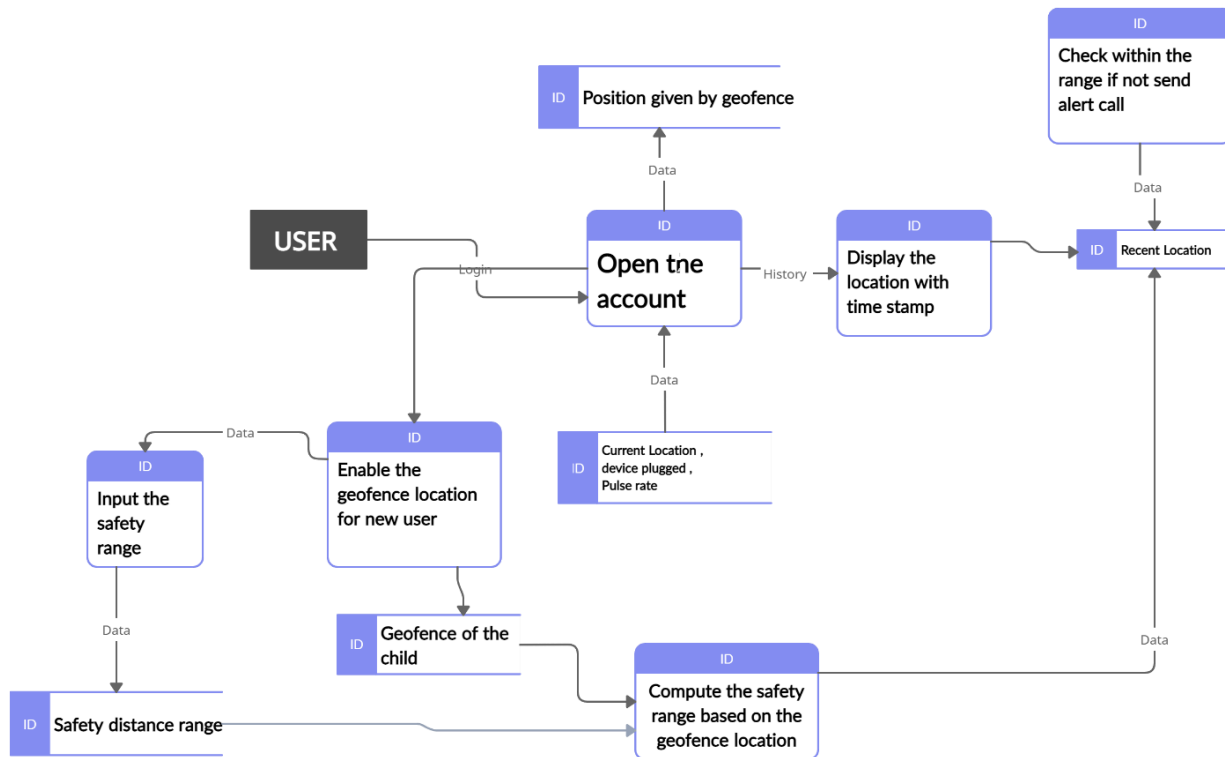 ID
Check within the
range if not send
alert call
ID
Position given by geofence
Data
Data
USER
ID
Open the
account
Login
History
ID
Display the
location with
time stamp
ID
Recent Location
Data
ID
Current Location ,
device plugged ,
Pulse rate
Data
ID
Enable the
geofence location
for new user
ID
Input the
safety
range
Data
ID
Geofence of the
child
ID
Safety distance range
ID
Compute the safety
range based on the
geofence location
Data